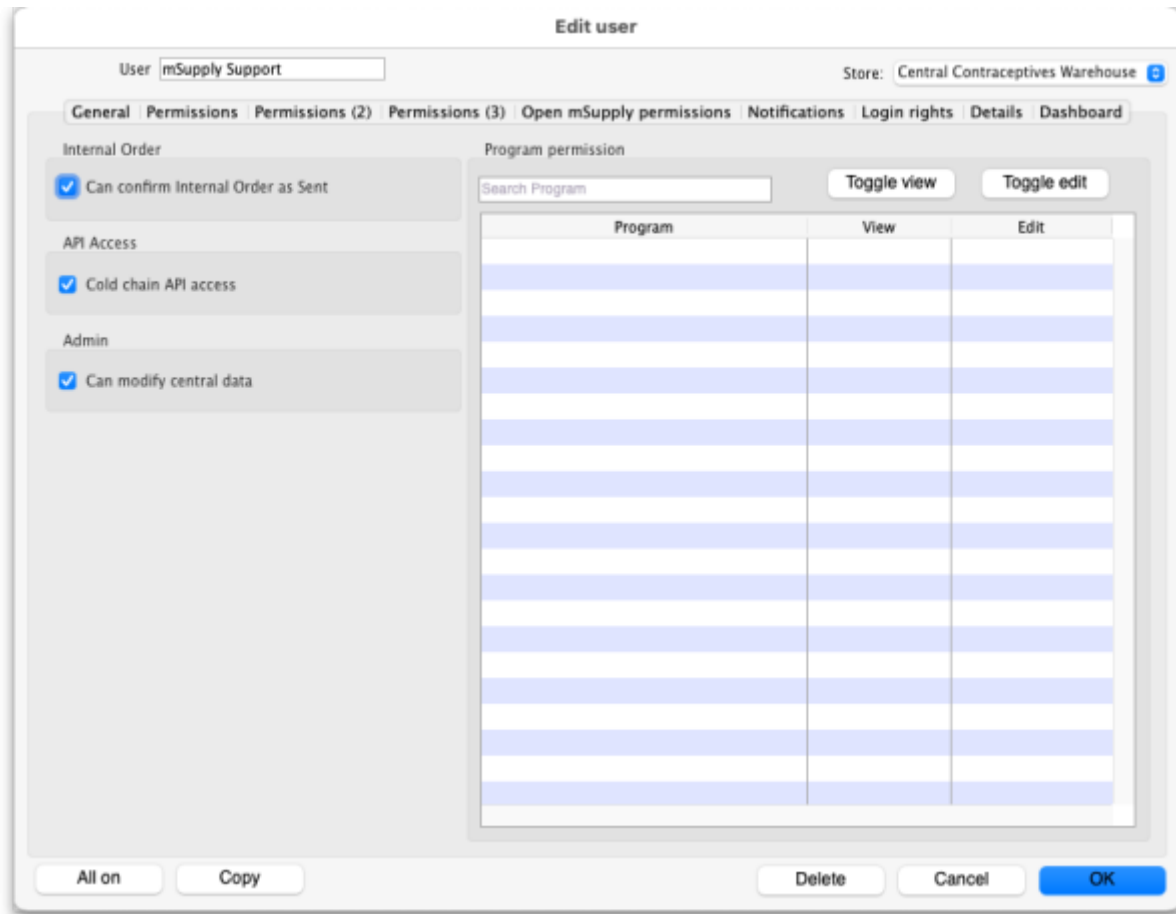 Edit user
User mSupply Support
Store: Central Contraceptives Warehouse
General Permissions Permissions (2) Permissions (3) Open mSupply permissions Notifications Login rights Details Dashboard
Internal Order
Can confirm Internal Order as Sent
API Access
Cold chain API access
Admin
Can modify central data
Program permission
Search Program
Toggle view Toggle edit
Program View Edit
All on Copy Delete Cancel OK